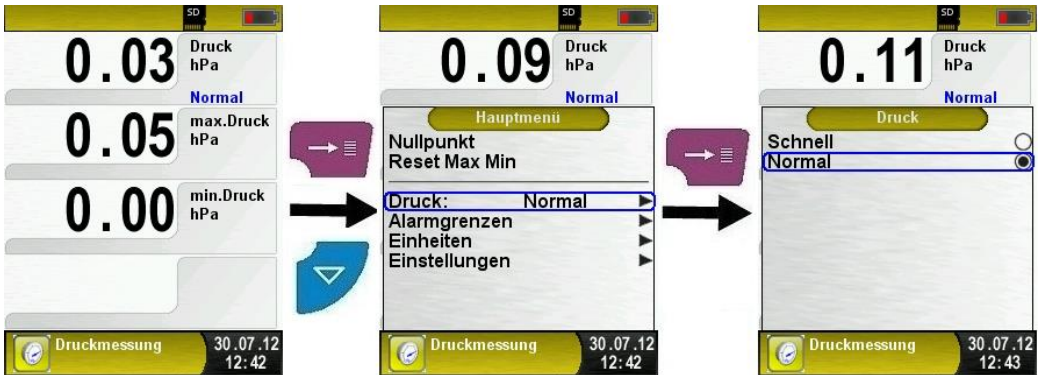 SD
0.03 Druck
hPa
Normal
0.05 max.Druck
hPa
0.00 min.Druck
hPa
Druckmessung 30.07.12
12:42
SD
0.09 Druck
hPa
Normal
Hauptmenü
Nullpunkt
Reset Max Min
Druck: Normal
Alarmgrenzen
Einheiten
Einstellungen
Druckmessung 30.07.12
12:42
SD
0.11 Druck
hPa
Normal
Druck
Schnell
Normal
Druckmessung 30.07.12
12:43